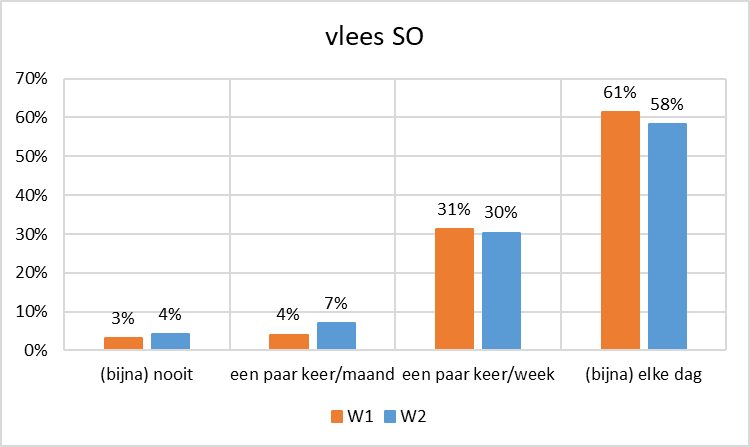 vlees SO
70%
60%
50%
40%
30%
20%
10%
0%
3% 4% 4% 7% 31% 30% 61% 58%
(bijna) nooit een paar keer/maand een paar keer/week (bijna) elke dag
W1 W2